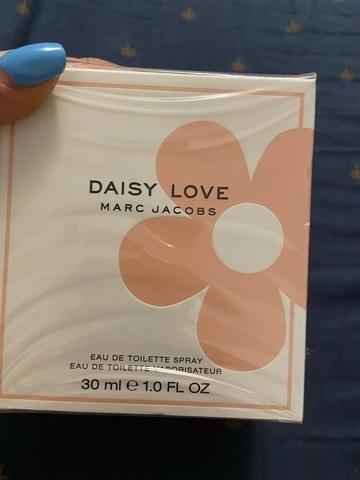 DAISY LOVE
MARC JACOBS
EAU DE TOILETTE SPRAY
EAU DE TOILETTE VAPORISATEUR
30 ml ℮ 1.0 FL OZ